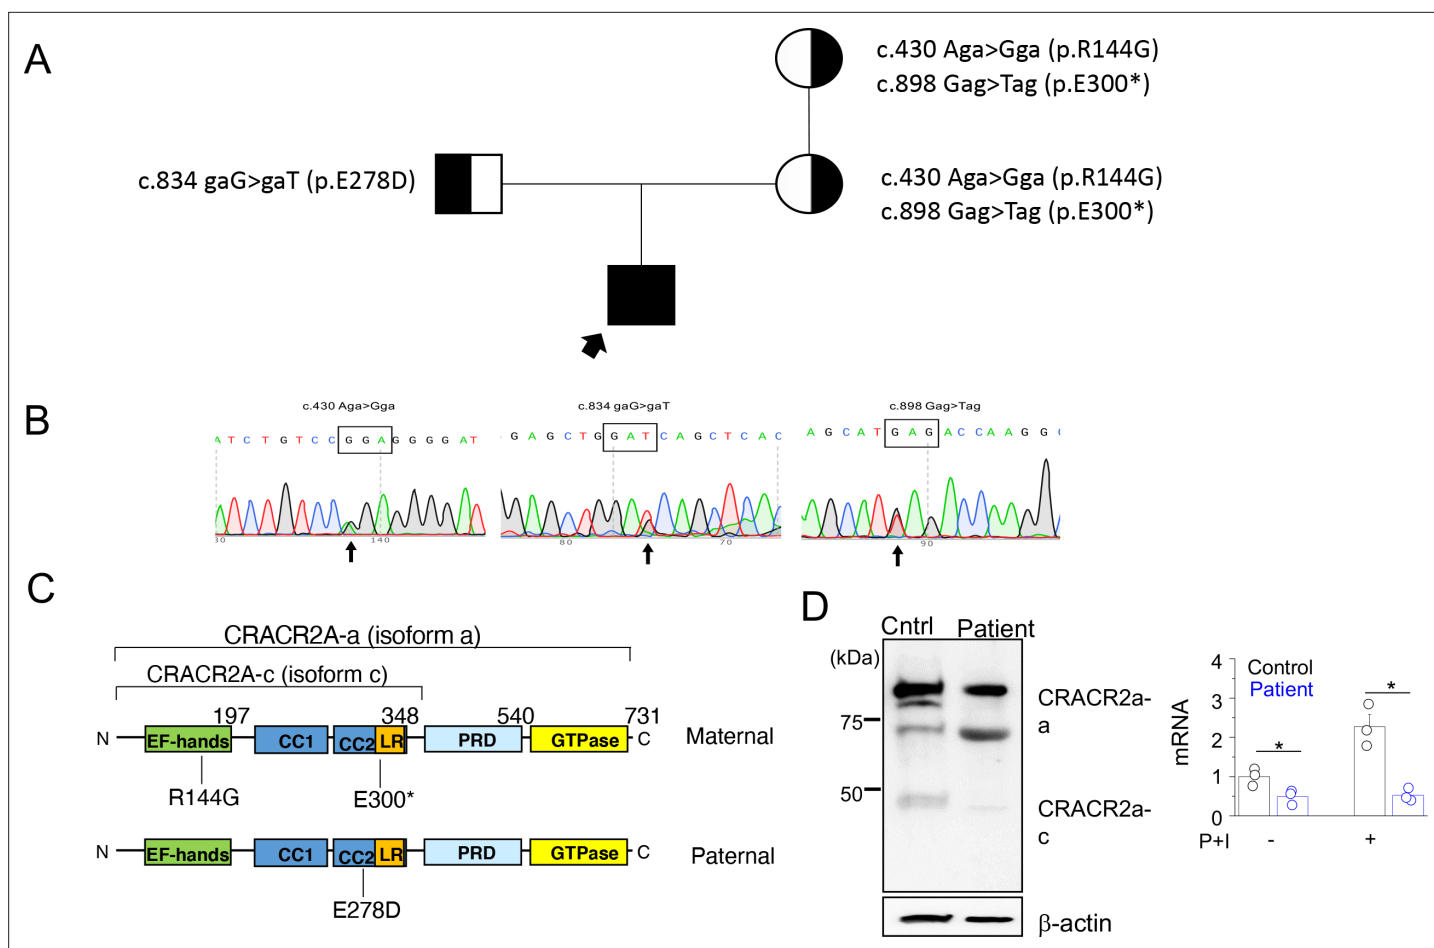 A
c.430 Aga>Gga (p.R144G)
c.898 Gag>Tag (p.E300*)
c.834 gaG>gaT (p.E278D)
c.430 Aga>Gga (p.R144G)
c.898 Gag>Tag (p.E300*)
B
c.430 Aga>Gga
c.834 gaG>gaT
c.898 Gag>Tag
A T C T G T C C G G A G G G G A T
G A G C T G G A T C A G C T C A C
A G C A T G A G A C C A A G G
140
80
70
90
C
CRACR2A-a (isoform a)
CRACR2A-c (isoform c)
197
348
540
731
N
EF-hands
CC1
CC2
LR
PRD
GTPase
C
Maternal
R144G
E300*
N
EF-hands
CC1
CC2
LR
PRD
GTPase
C
Paternal
E278D
D
Cntrl
Patient
(kDa)
75
50
CRACR2a-
a
CRACR2a-
c
β-actin
Control
Patient
mRNA
4
3
2
1
0
*
*
P+I
-
+